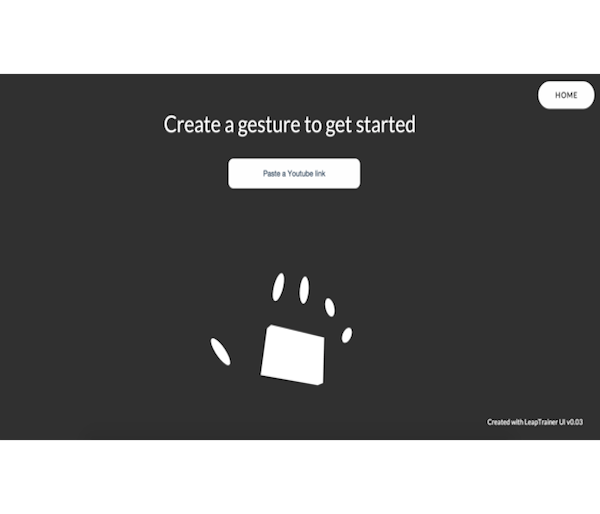 HOME
Create a gesture to get started
Paste a Youtube link
Created with LeapTrainer UI v0.03